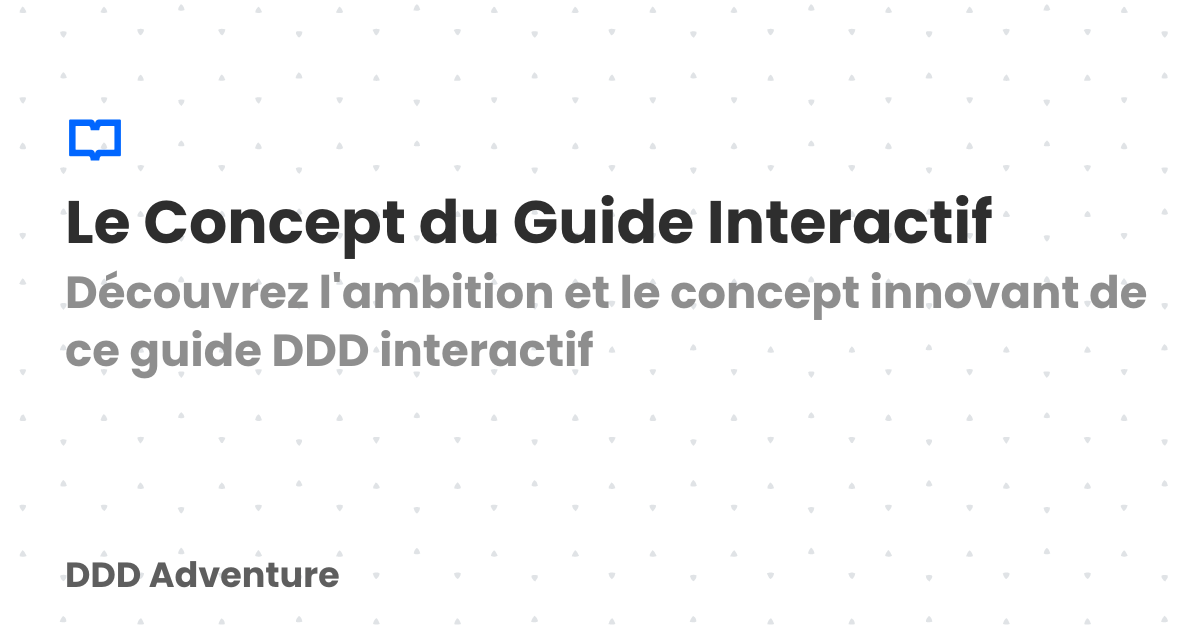 Le Concept du Guide Interactif
Découvrez l'ambition et le concept innovant de
ce guide DDD interactif
DDD Adventure